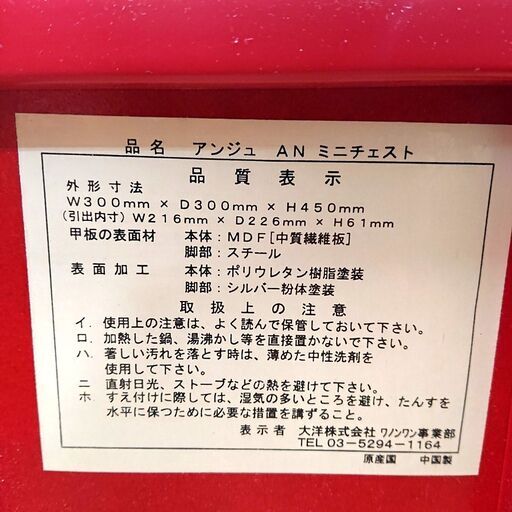 品名 アンジュ AN ミニチェスト
品質表示
外形寸法
W300mm × D300mm × H450mm
(引出内寸) W216mm × D226mm × H61mm
甲板の表面材 本体：MDF[中質繊維板]
脚部：スチール
表面加工 本体：ポリウレタン樹脂塗装
脚部：シルバー粉体塗装
取扱上の注意
イ. 使用上の注意は、よく読んで保管しておいて下さい。
ロ. 加熱した鍋、湯沸かし等を直接置かないで下さい。
ハ. 著しい汚れを落とす時は、薄めた中性洗剤を
使用して下さい。
ニ 直射日光、ストーブなどの熱を避けて下さい。
ホ すえ付けに際しては、湿気の多いところを避け、たんすを
水平に保つために必要な措置を講ずること。
表示者 大洋株式会社 ワノンワン事業部
TEL 03-5294-1164
原産国 中国製